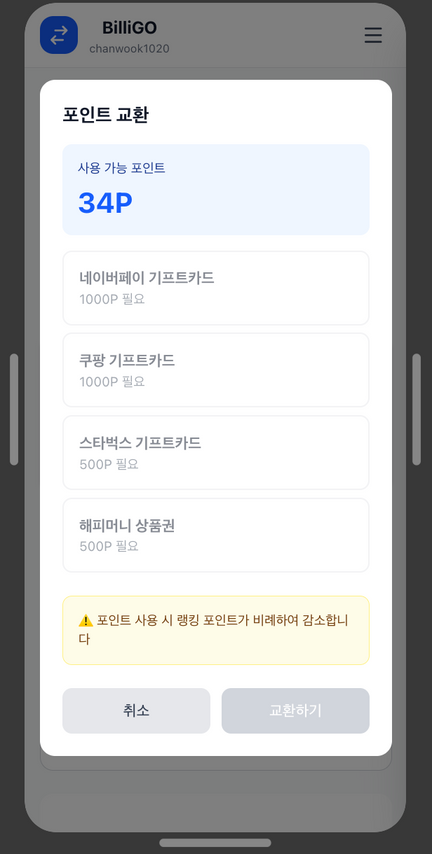 BilliGO
chanwook1020
포인트 교환
사용 가능 포인트
34P
네이버페이 기프트카드
1000P 필요
쿠팡 기프트카드
1000P 필요
스타벅스 기프트카드
500P 필요
해피머니 상품권
500P 필요
⚠️ 포인트 사용 시 랭킹 포인트가 비례하여 감소합니
다
취소
교환하기